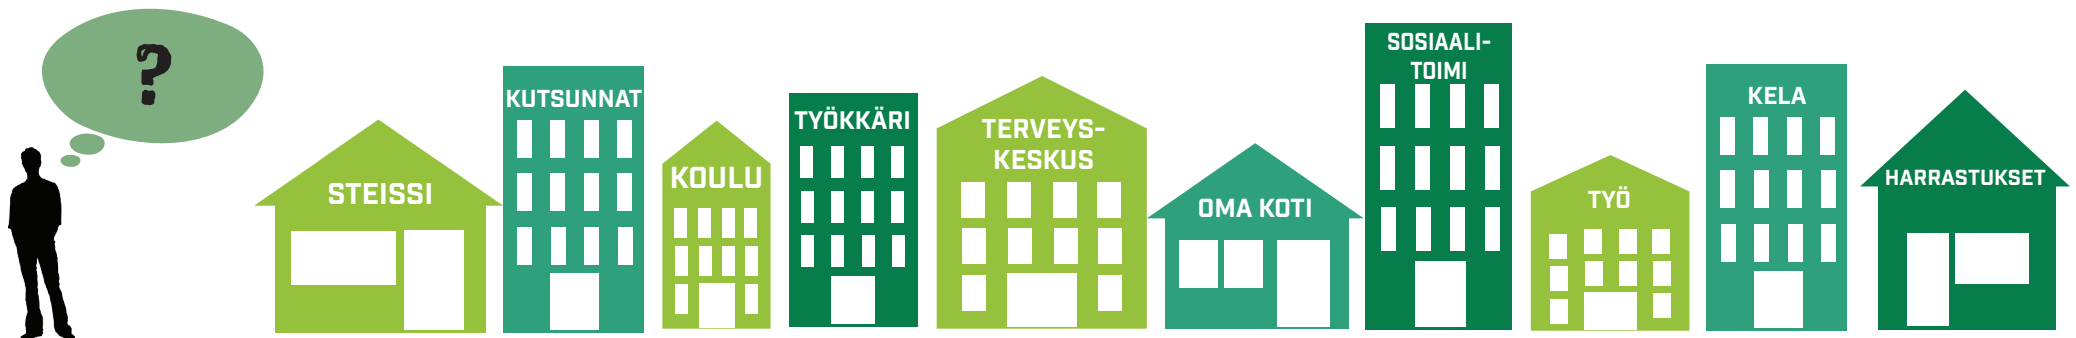 ?
STEISSI
KUTSUNNAT
KOULU
TYÖKKÄRI
TERVEYS-
KESKUS
OMA KOTI
SOSIAALI-
TOIMI
TYÖ
KELA
HARRASTUKSET